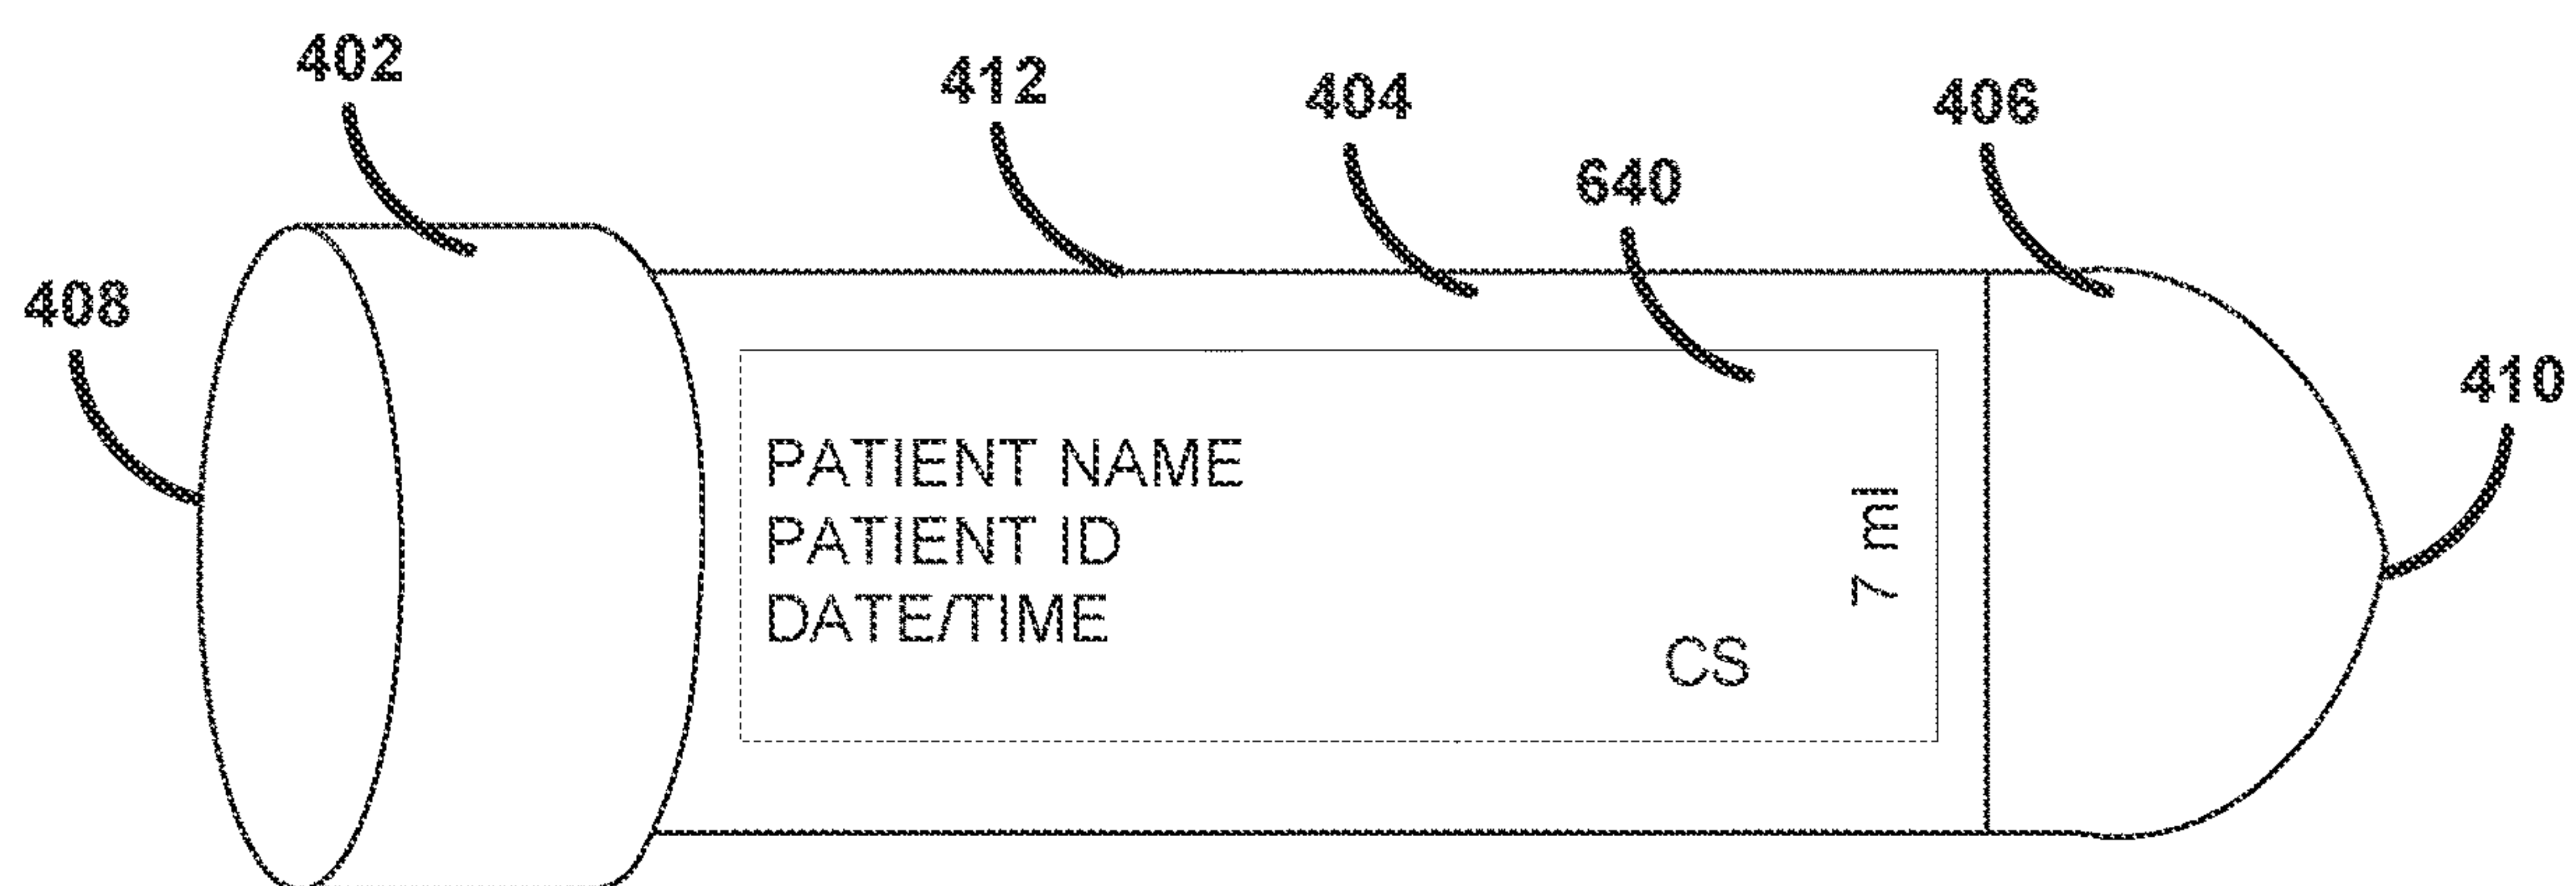 402
412
404
406
640
408
410
PATIENT NAME
PATIENT ID
DATE/TIME
7 ml
CS